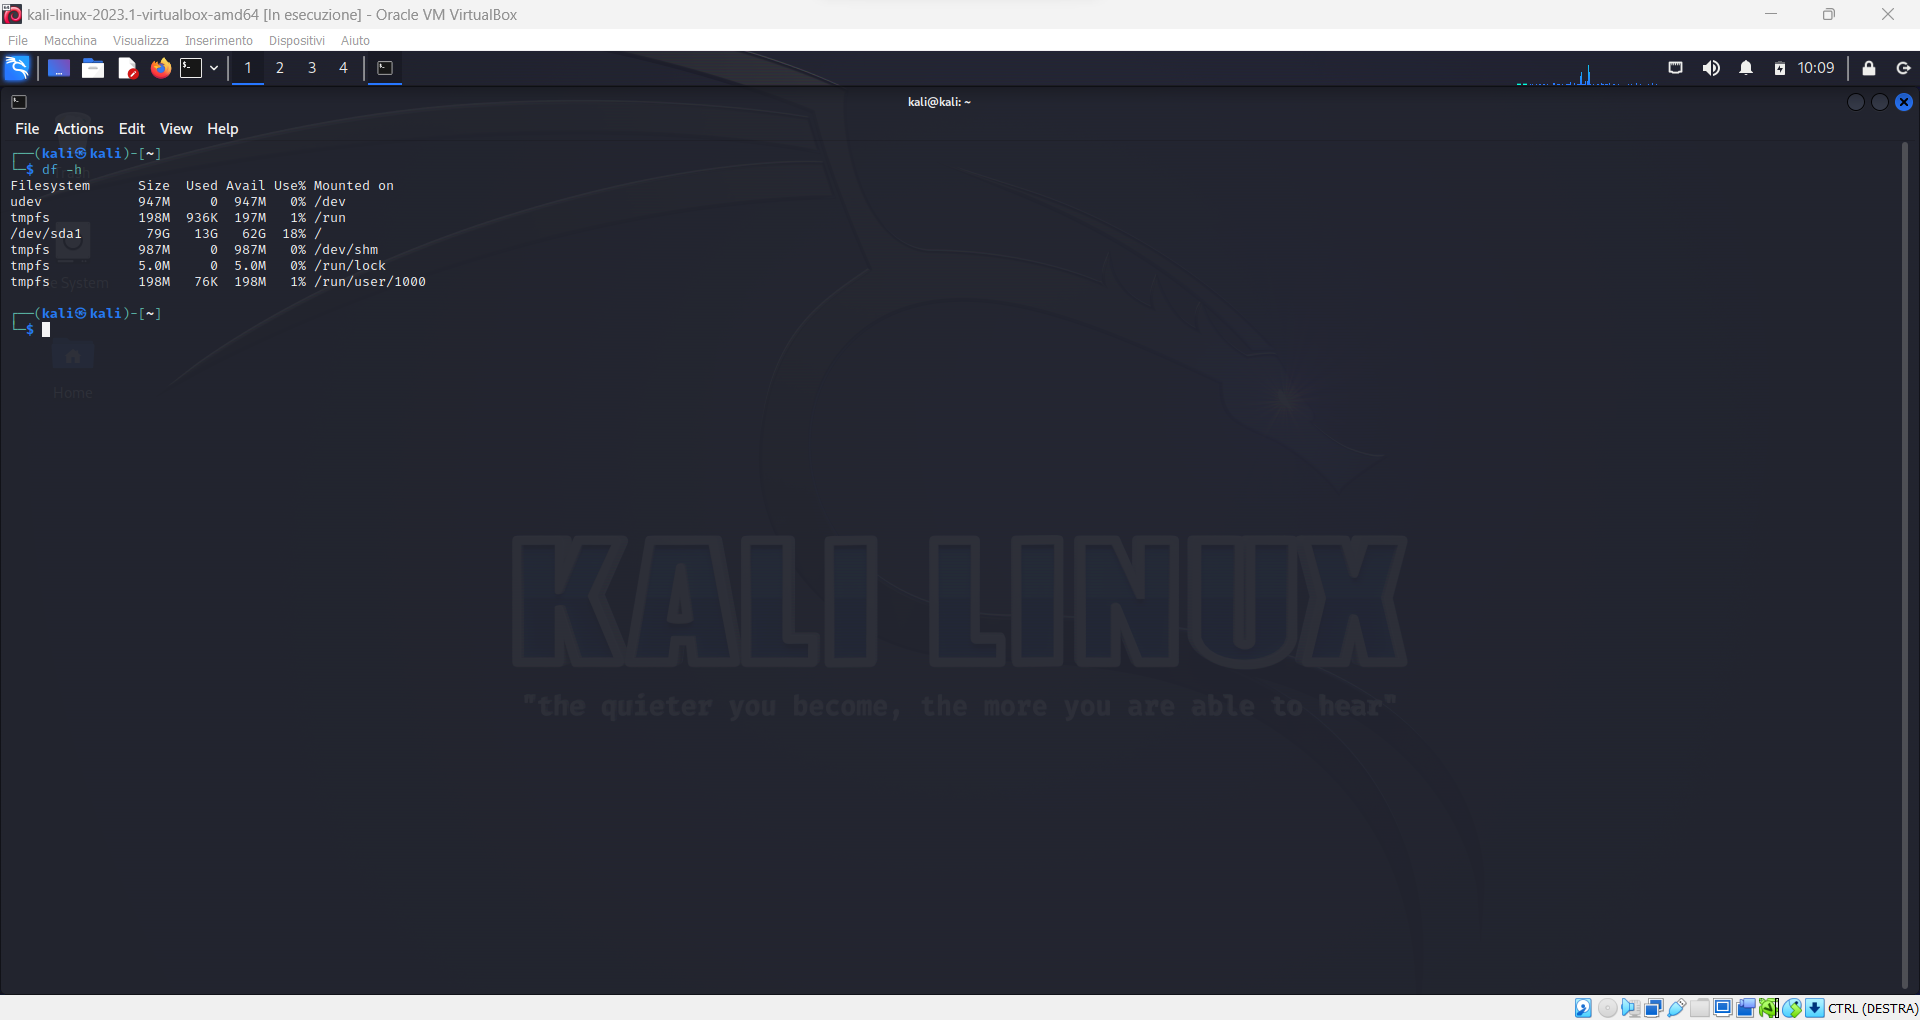 kali-linux-2023.1-virtualbox-amd64 [In esecuzione] - Oracle VM VirtualBox
File Macchina Visualizza Inserimento Dispositivi Aiuto
1 2 3 4 10:09
kali@kali: ~
File Actions Edit View Help
┌──(kali㉿kali)-[~]
└─$ df -h
Filesystem      Size  Used Avail Use% Mounted on
udev            947M     0  947M   0% /dev
tmpfs           198M  936K  197M   1% /run
/dev/sda1        79G   13G   62G  18% /
tmpfs           987M     0  987M   0% /dev/shm
tmpfs           5.0M     0  5.0M   0% /run/lock
tmpfs           198M   76K  198M   1% /run/user/1000
System
┌──(kali㉿kali)-[~]
└─$
Home
KALI LINUX
"the quieter you become, the more you are able to hear"
CTRL (DESTRA)